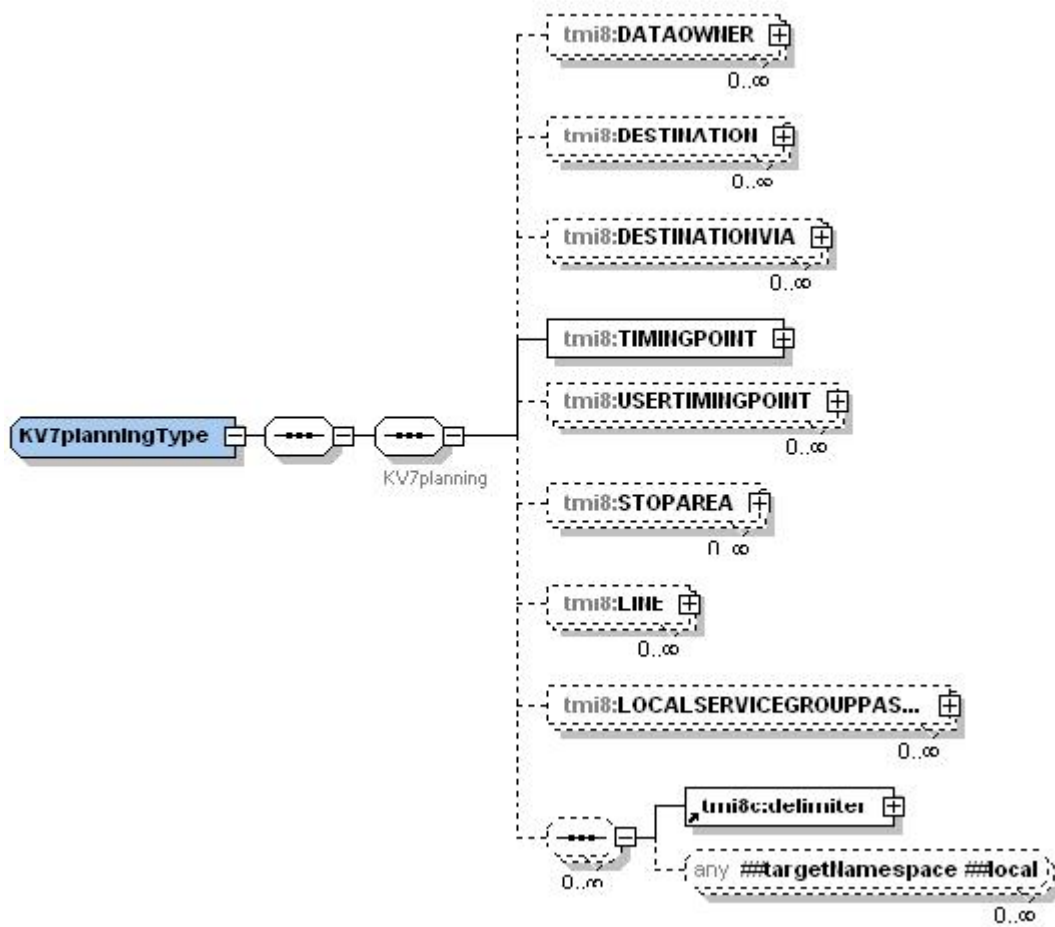 tmi8:DATAOWNER
0..∞
tmi8:DESTINATION
0..∞
tmi8:DESTINATIONVIA
0..∞
tmi8:TIMINGPOINT
tmi8:USERTIMINGPOINT
0..∞
KV7planningType
KV7planning
tmi8:STOPAREA
0..∞
tmi8:LINE
0..∞
tmi8:LOCALSERVICEGROUPPAS...
0..∞
tmi8c:delimiter
0..∞
any ##targetNamespace ##local
0..∞